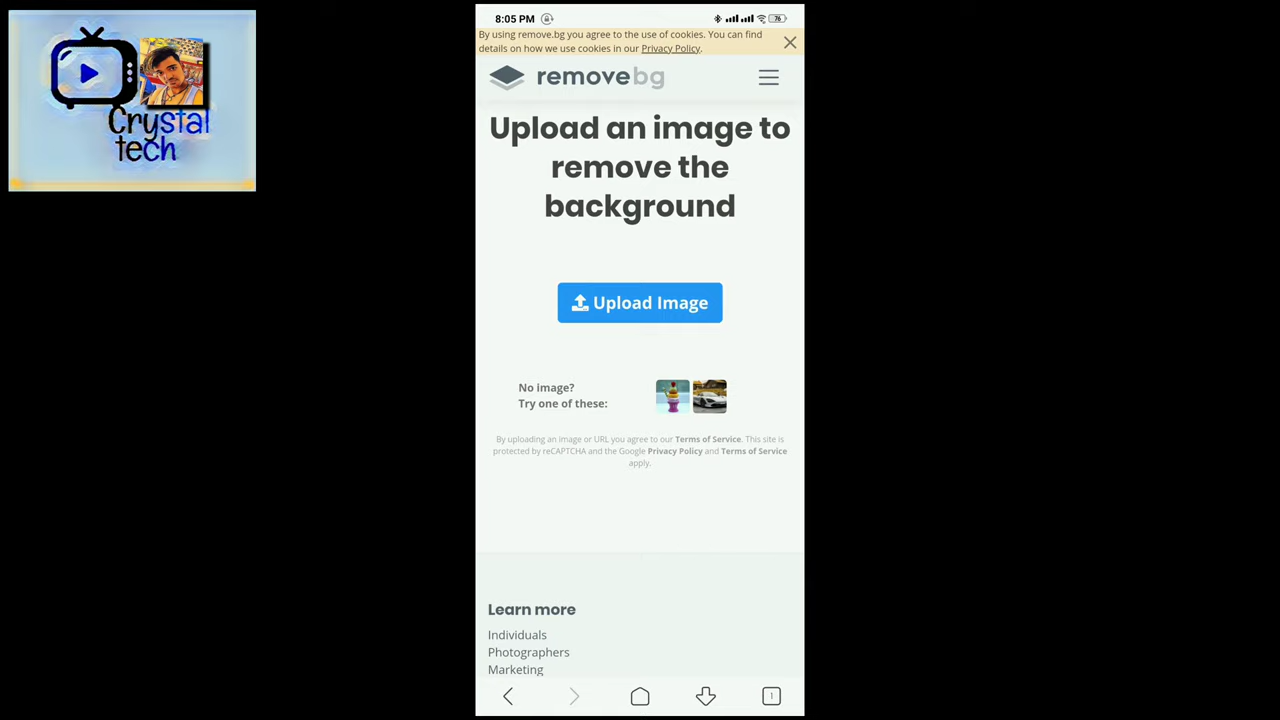 Crystal
tech
8:05 PM
76
By using remove.bg you agree to the use of cookies. You can find
details on how we use cookies in our Privacy Policy.
removebg
Upload an image to
remove the
background
Upload Image
No image?
Try one of these:
By uploading an image or URL you agree to our Terms of Service. This site is
protected by reCAPTCHA and the Google Privacy Policy and Terms of Service
apply.
Learn more
Individuals
Photographers
Marketing
1